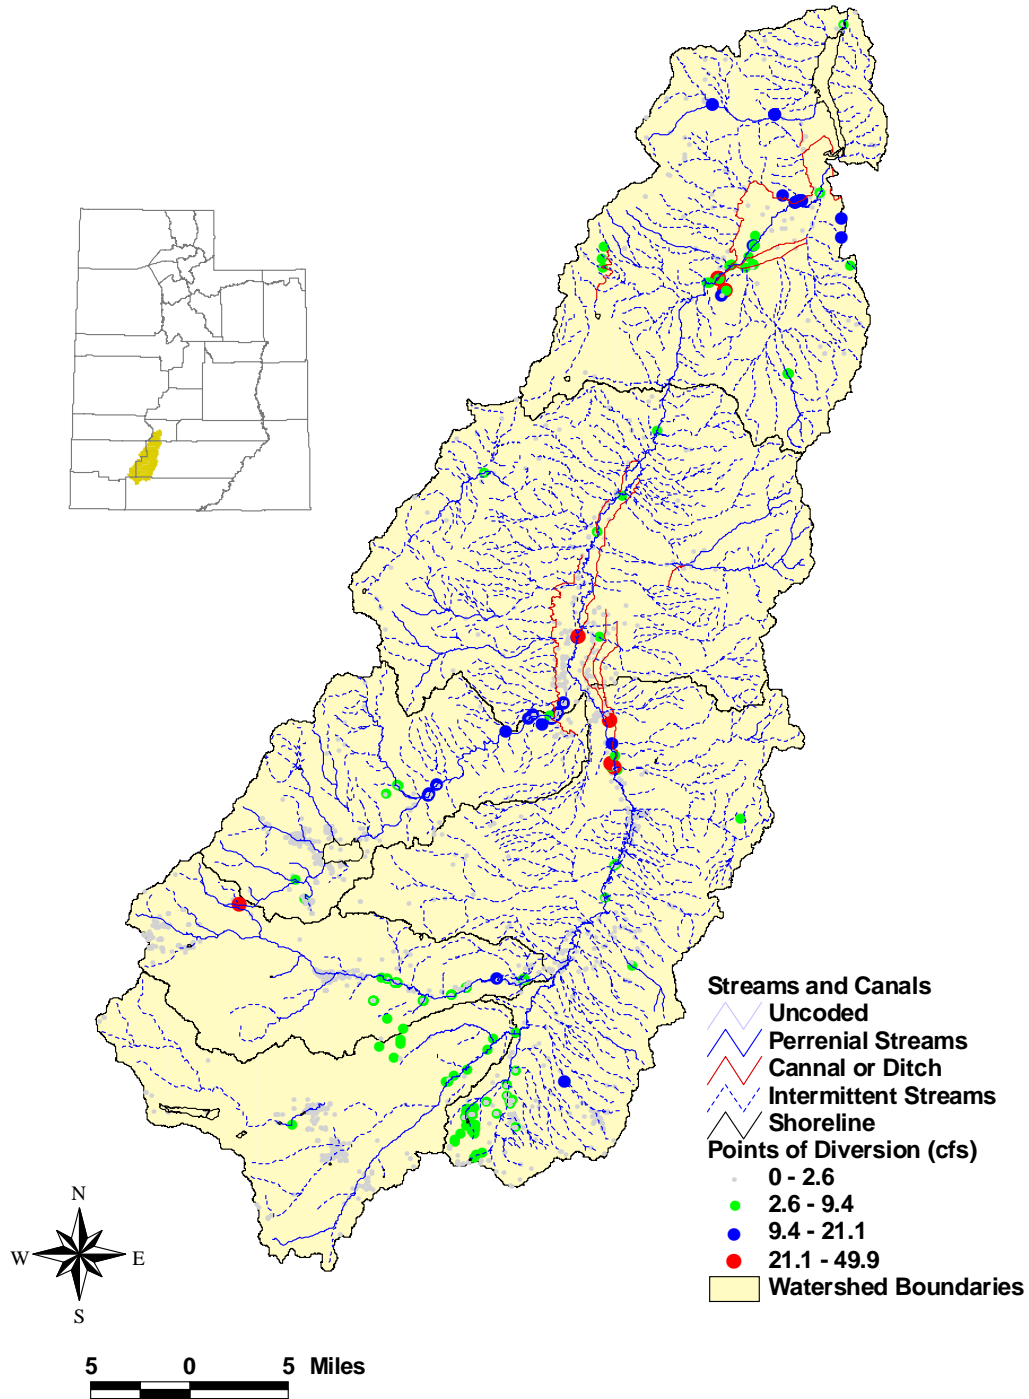 Streams and Canals
Uncoded
Perrenial Streams
Cannal or Ditch
Intermittent Streams
Shoreline
Points of Diversion (cfs)
0 - 2.6
2.6 - 9.4
9.4 - 21.1
21.1 - 49.9
Watershed Boundaries
N
W E
S
5 0 5 Miles